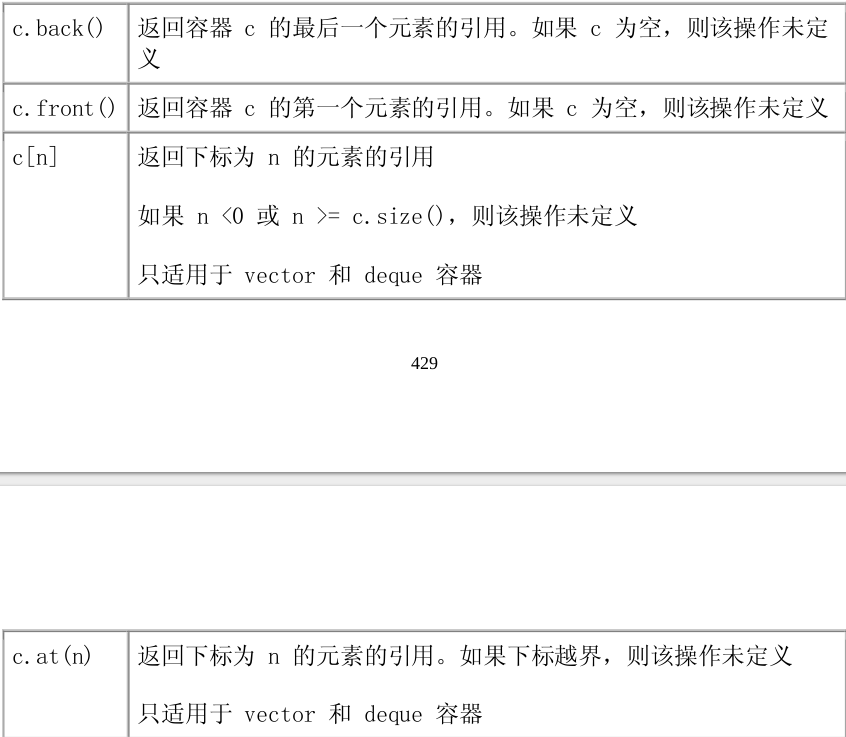 c.back() 返回容器 c 的最后一个元素的引用。如果 c 为空，则该操作未定
义
c.front() 返回容器 c 的第一个元素的引用。如果 c 为空，则该操作未定义
c[n] 返回下标为 n 的元素的引用
如果 n <0 或 n >= c.size()，则该操作未定义
只适用于 vector 和 deque 容器
429
c.at(n) 返回下标为 n 的元素的引用。如果下标越界，则该操作未定义
只适用于 vector 和 deque 容器